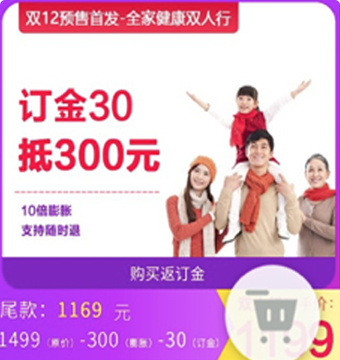 双12预售首发-全家健康双人行
订金30
抵300元
10倍膨胀
支持随时退
购买返订金
尾款：1169 元
1499（原价）-300（膨胀）-30（订金）